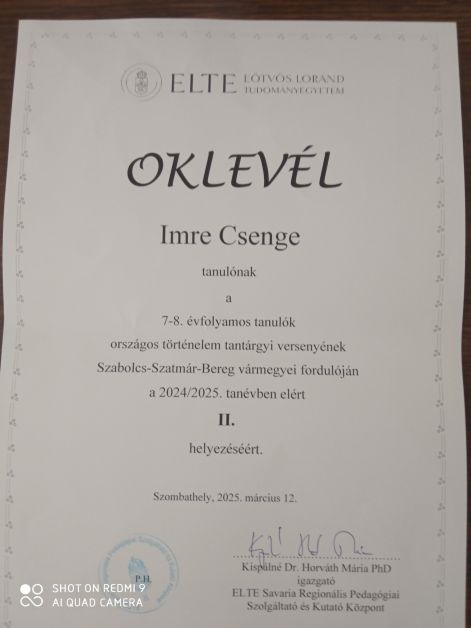 ELTE EÖTVÖS LORÁND
TUDOMÁNYEGYETEM
OKLEVÉL
Imre Csenge
tanulónak
a
7-8. évfolyamos tanulók
országos történelem tantárgyi versenyének
Szabolcs-Szatmár-Bereg vármegyei fordulóján
a 2024/2025. tanévben elért
II.
helyezéséért.
Szombathely, 2025. március 12.
P.H.
Kispálné Dr. Horváth Mária PhD
igazgató
ELTE Savaria Regionális Pedagógiai
Szolgáltató és Kutató Központ
SHOT ON REDMI 9
AI QUAD CAMERA